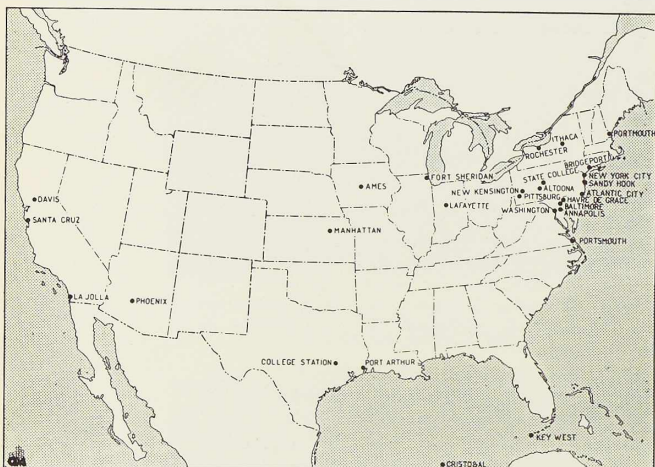 ITHACA
PORTMOUTH
ROCHESTER
BRIDGEPORT
FORT SHERIDAN
STATE COLLEGE
NEW YORK CITY
AMES
NEW KENSINGTON
ALTOONA
SANDY HOOK
ATLANTIC CITY
DAVIS
PITTSBURG
HAVRE DE GRACE
LAFAYETTE
BALTIMORE
WASHINGTON
ANNAPOLIS
SANTA CRUZ
MANHATTAN
PORTSMOUTH
LA JOLLA
PHOENIX
COLLEGE STATION
PORT ARTHUR
KEY WEST
CRISTOBAL